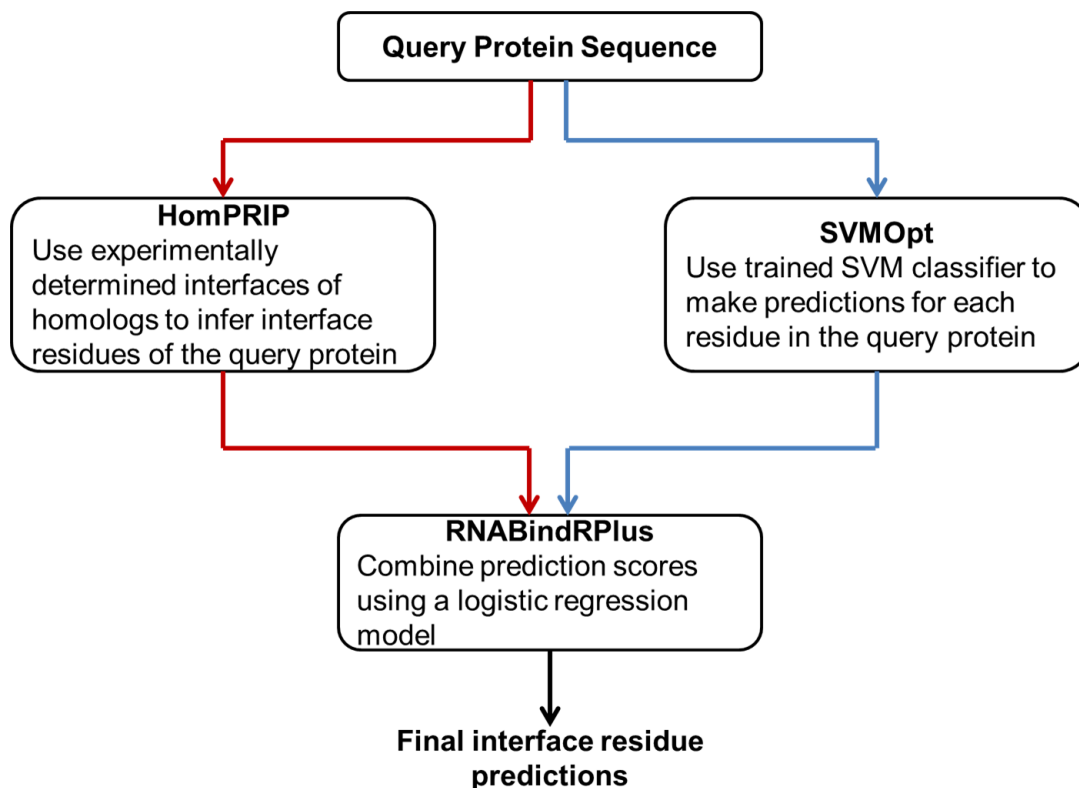 Query Protein Sequence
HomPRIP
Use experimentally
determined interfaces of
homologs to infer interface
residues of the query protein
SVMOpt
Use trained SVM classifier to
make predictions for each
residue in the query protein
RNABindRPlus
Combine prediction scores
using a logistic regression
model
Final interface residue
predictions